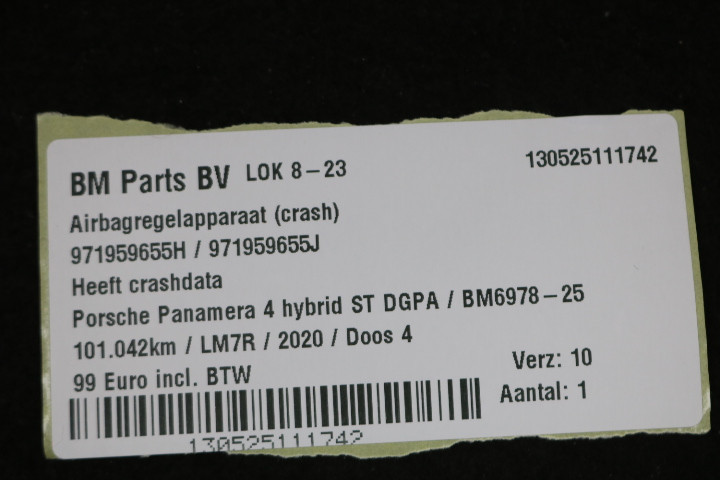 BM Parts BV LOK 8-23
130525111742
Airbagregelapparaat (crash)
971959655H / 971959655J
Heeft crashdata
Porsche Panamera 4 hybrid ST DGPA / BM6978-25
101.042km / LM7R / 2020 / Doos 4
99 Euro incl. BTW
Verz: 10
Aantal: 1
130525111742